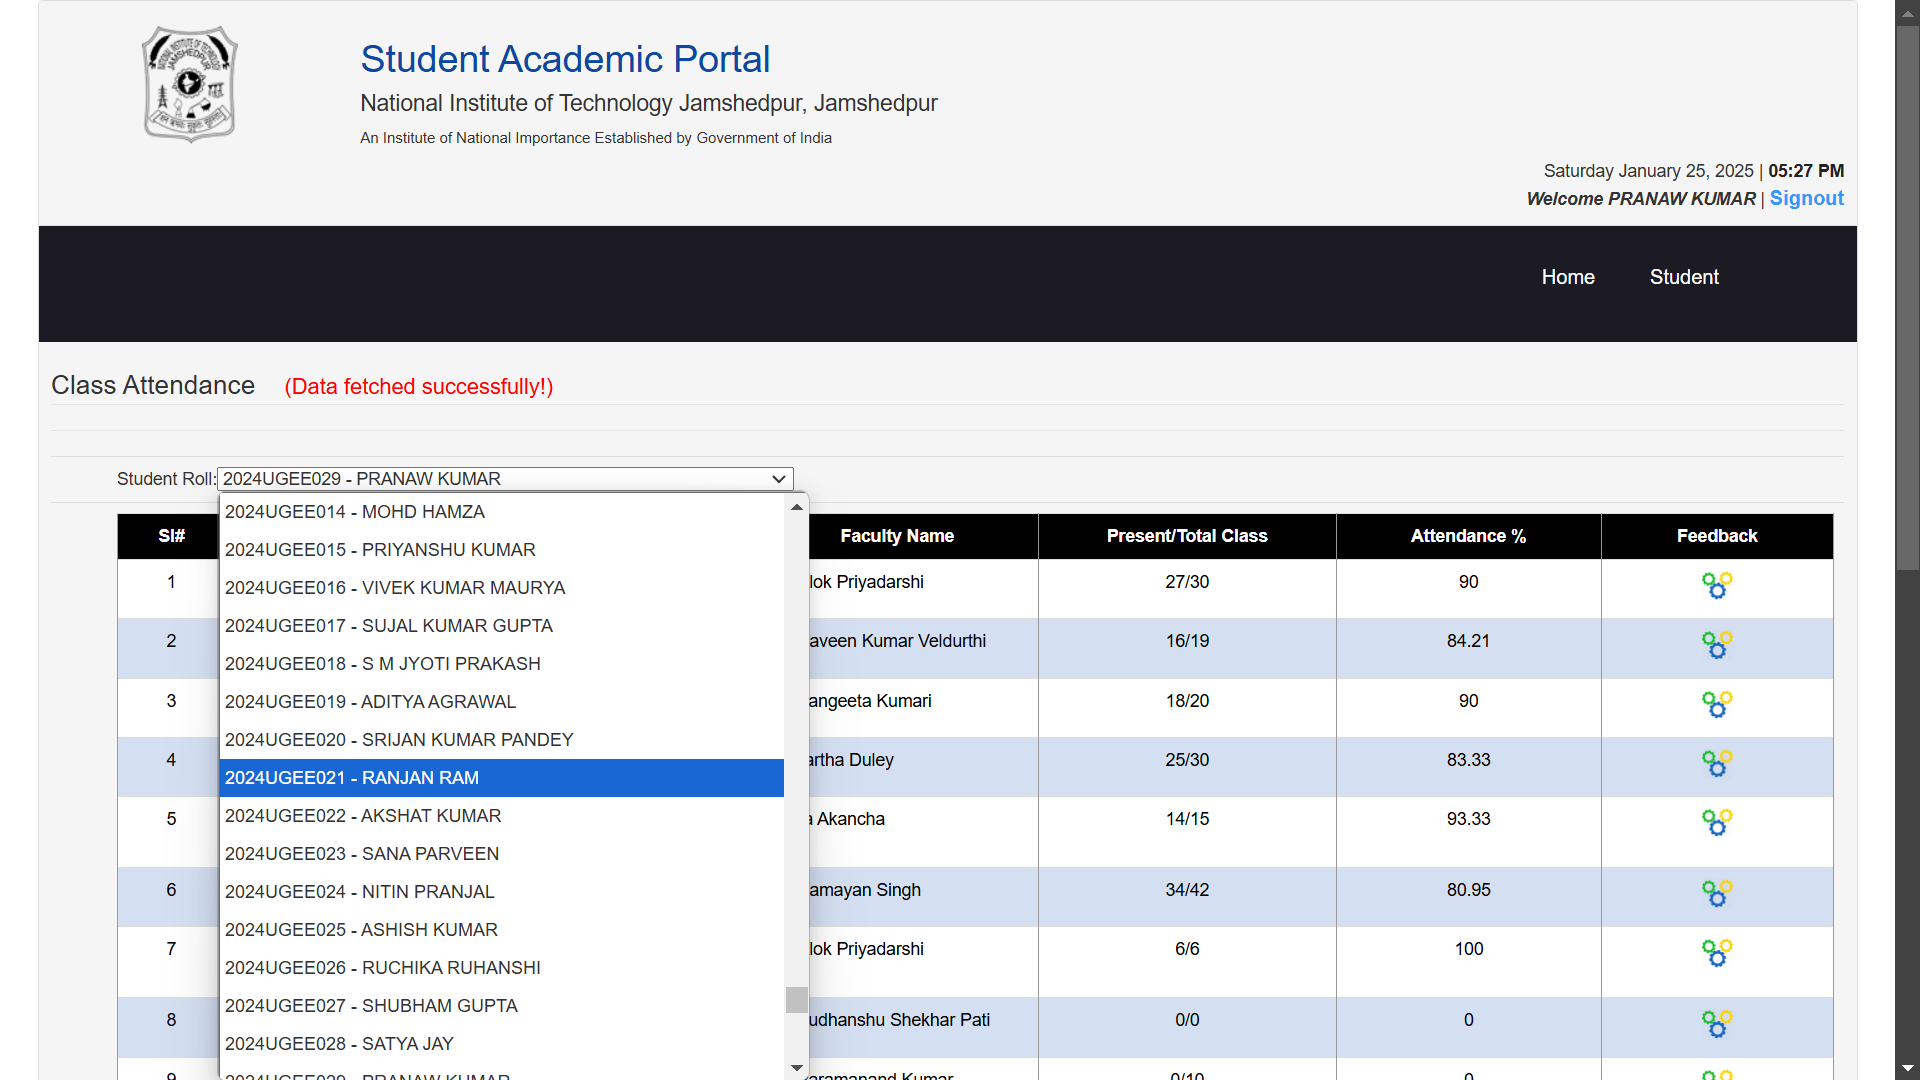 Student Academic Portal
National Institute of Technology Jamshedpur, Jamshedpur
An Institute of National Importance Established by Government of India
Saturday January 25, 2025 | 05:27 PM
Welcome PRANAW KUMAR | Signout
Home Student
Class Attendance (Data fetched successfully!)
Student Roll: 2024UGEE029 - PRANAW KUMAR
2024UGEE014 - MOHD HAMZA
2024UGEE015 - PRIYANSHU KUMAR
2024UGEE016 - VIVEK KUMAR MAURYA
2024UGEE017 - SUJAL KUMAR GUPTA
2024UGEE018 - S M JYOTI PRAKASH
2024UGEE019 - ADITYA AGRAWAL
2024UGEE020 - SRIJAN KUMAR PANDEY
2024UGEE021 - RANJAN RAM
2024UGEE022 - AKSHAT KUMAR
2024UGEE023 - SANA PARVEEN
2024UGEE024 - NITIN PRANJAL
2024UGEE025 - ASHISH KUMAR
2024UGEE026 - RUCHIKA RUHANSHI
2024UGEE027 - SHUBHAM GUPTA
2024UGEE028 - SATYA JAY
2024UGEE029 - PRANAW KUMAR
Sl# Faculty Name Present/Total Class Attendance % Feedback
1 lok Priyadarshi 27/30 90
2 aveen Kumar Veldurthi 16/19 84.21
3 angeeta Kumari 18/20 90
4 artha Duley 25/30 83.33
5 Akancha 14/15 93.33
6 amayan Singh 34/42 80.95
7 lok Priyadarshi 6/6 100
8 udhanshu Shekhar Pati 0/0 0
9 aramanand Kumar 0/10 0